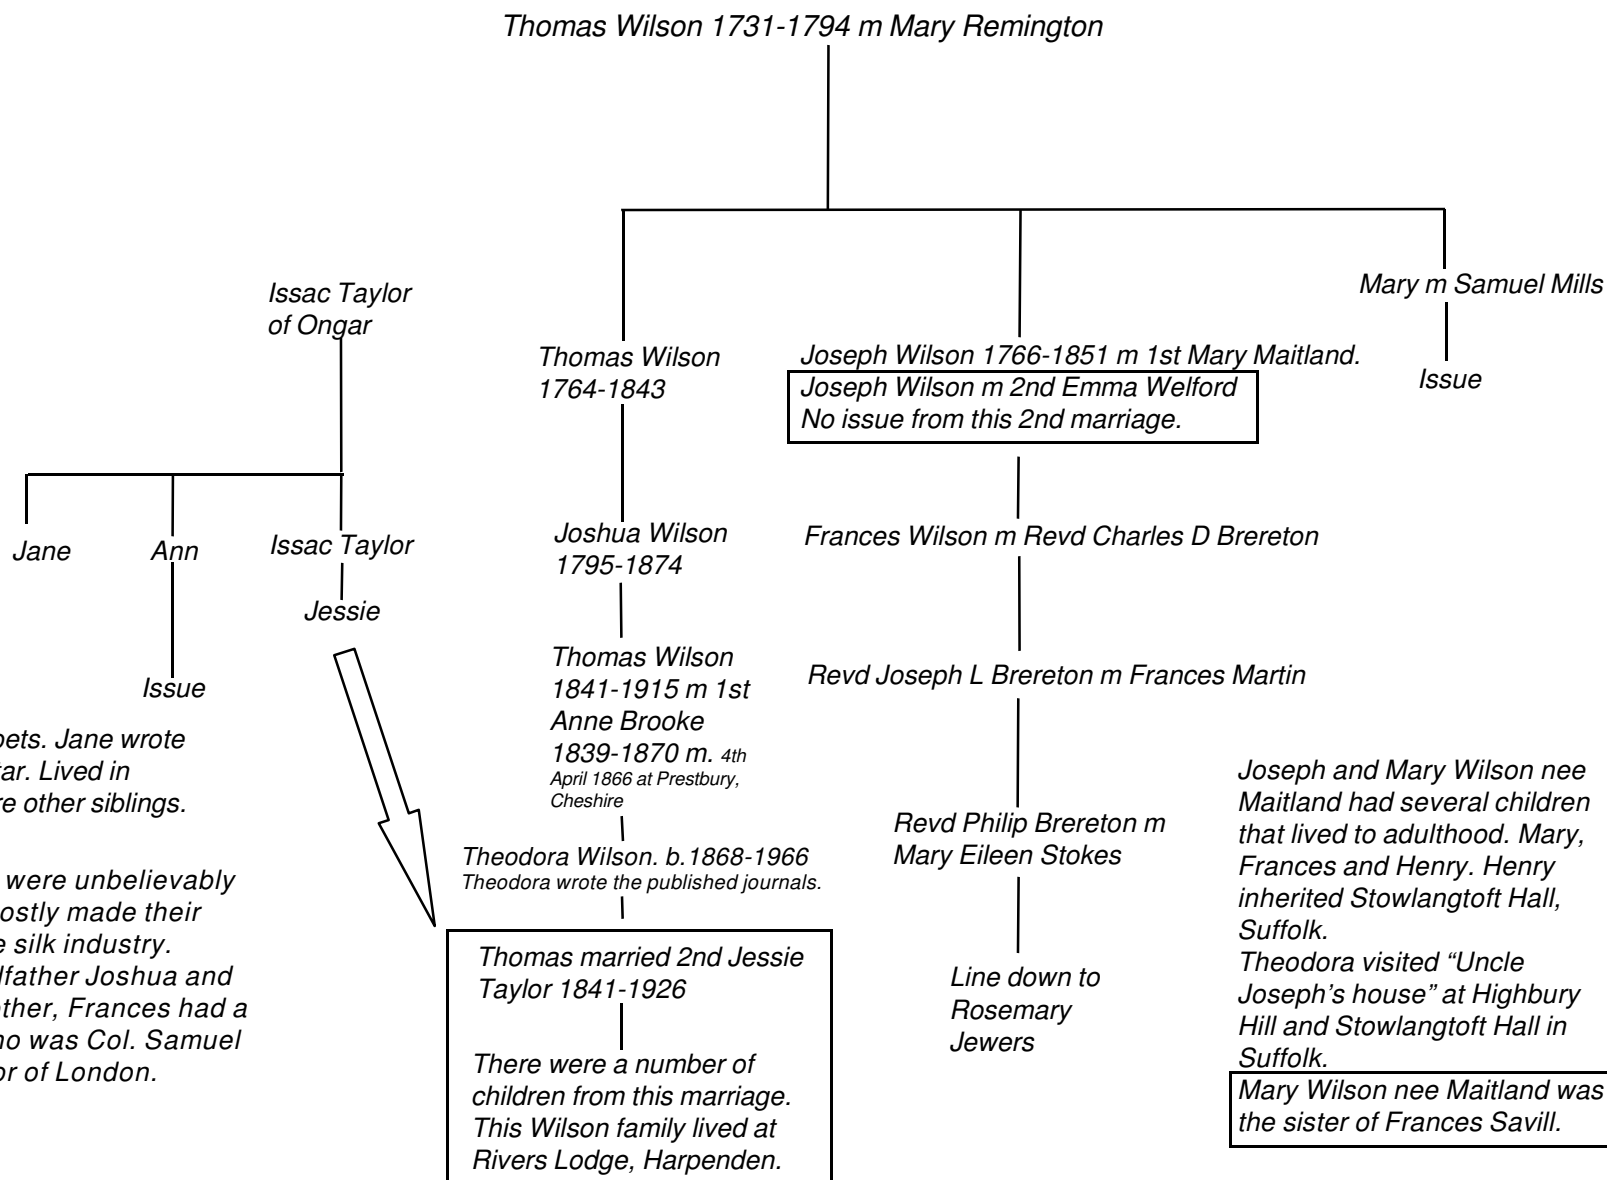 Thomas Wilson 1731-1794 m Mary Remington
Issac Taylor
of Ongar
Mary m Samuel Mills
Issue
Thomas Wilson
1764-1843
Joseph Wilson 1766-1851 m 1st Mary Maitland.
Joseph Wilson m 2nd Emma Welford
No issue from this 2nd marriage.
Jane
Ann
Issac Taylor
Jessie
Issue
Joshua Wilson
1795-1874
Frances Wilson m Revd Charles D Brereton
Thomas Wilson
1841-1915 m 1st
Anne Brooke
1839-1870 m. 4th
April 1866 at Prestbury,
Cheshire
Revd Joseph L Brereton m Frances Martin
oets. Jane wrote
tar. Lived in
re other siblings.
were unbelievably
ostly made their
e silk industry.
dfather Joshua and
other, Frances had a
ho was Col. Samuel
or of London.
Theodora Wilson. b.1868-1966
Theodora wrote the published journals.
Thomas married 2nd Jessie
Taylor 1841-1926
There were a number of
children from this marriage.
This Wilson family lived at
Rivers Lodge, Harpenden.
Revd Philip Brereton m
Mary Eileen Stokes
Line down to
Rosemary
Jewers
Joseph and Mary Wilson nee
Maitland had several children
that lived to adulthood. Mary,
Frances and Henry. Henry
inherited Stowlangtoft Hall,
Suffolk.
Theodora visited “Uncle
Joseph’s house” at Highbury
Hill and Stowlangtoft Hall in
Suffolk.
Mary Wilson nee Maitland was
the sister of Frances Savill.